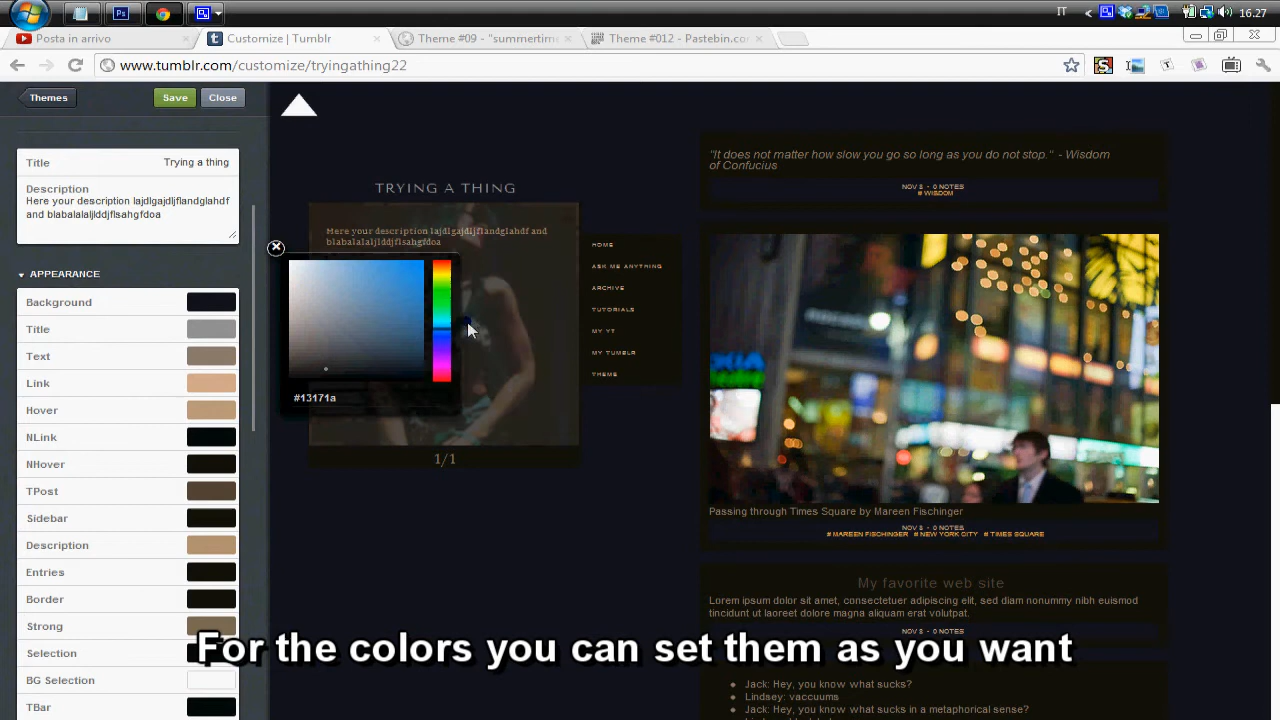 IT
16.27
Posta in arrivo
Customize | Tumblr
Theme #09 - "summertime
Theme #012 - Pastebin.co
www.tumblr.com/customize/tryingathing22
Themes
Save
Close
Title
Trying a thing
Description
Here your description lajdlgajdljflandglahdf
and blabalalaljlddjflsahgfdoa
APPEARANCE
Background
Title
Text
Link
Hover
NLink
NHover
TPost
Sidebar
Description
Entries
Border
Strong
Selection
BG Selection
TBar
TRYING A THING
Here your description lajdlgajdljflandglahdf and
blabalalaljlddjflsahgfdoa
#13171a
1/1
HOME
ASK ME ANYTHING
ARCHIVE
TUTORIALS
MY YT
MY TUMBLR
THEME
"It does not matter how slow you go so long as you do not stop." - Wisdom
of Confucius
NOV 8 - 0 NOTES
# WISDOM
Passing through Times Square by Mareen Fischinger
NOV 8 - 0 NOTES
# MAREEN FISCHINGER # NEW YORK CITY # TIMES SQUARE
My favorite web site
Lorem ipsum dolor sit amet, consectetuer adipiscing elit, sed diam nonummy nibh euismod
tincidunt ut laoreet dolore magna aliquam erat volutpat.
NOV 8 - 0 NOTES
Jack: Hey, you know what sucks?
Lindsey: vaccuums
Jack: Hey, you know what sucks in a metaphorical sense?
For the colors you can set them as you want